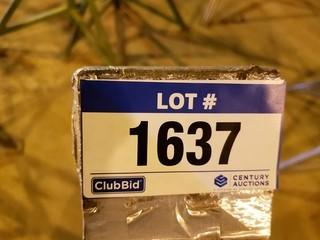 LOT #
1637
ClubBid
CENTURY
AUCTIONS